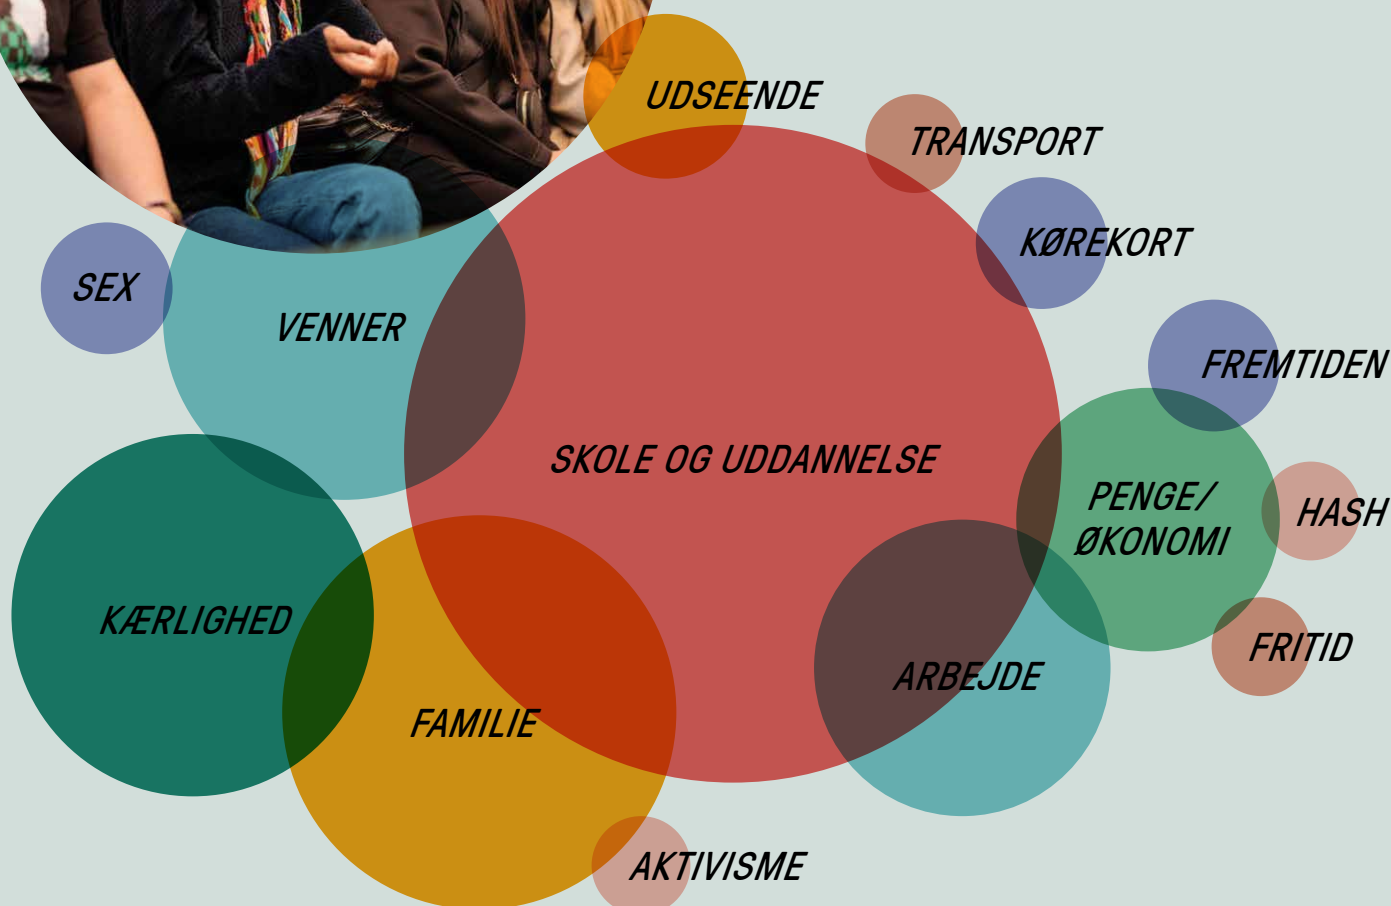 UDSEENDE
TRANSPORT
KØREKORT
SEX
VENNER
FREMTIDEN
SKOLE OG UDDANNELSE
PENGE/
ØKONOMI
HASH
KÆRLIGHED
FRITID
ARBEJDE
FAMILIE
AKTIVISME